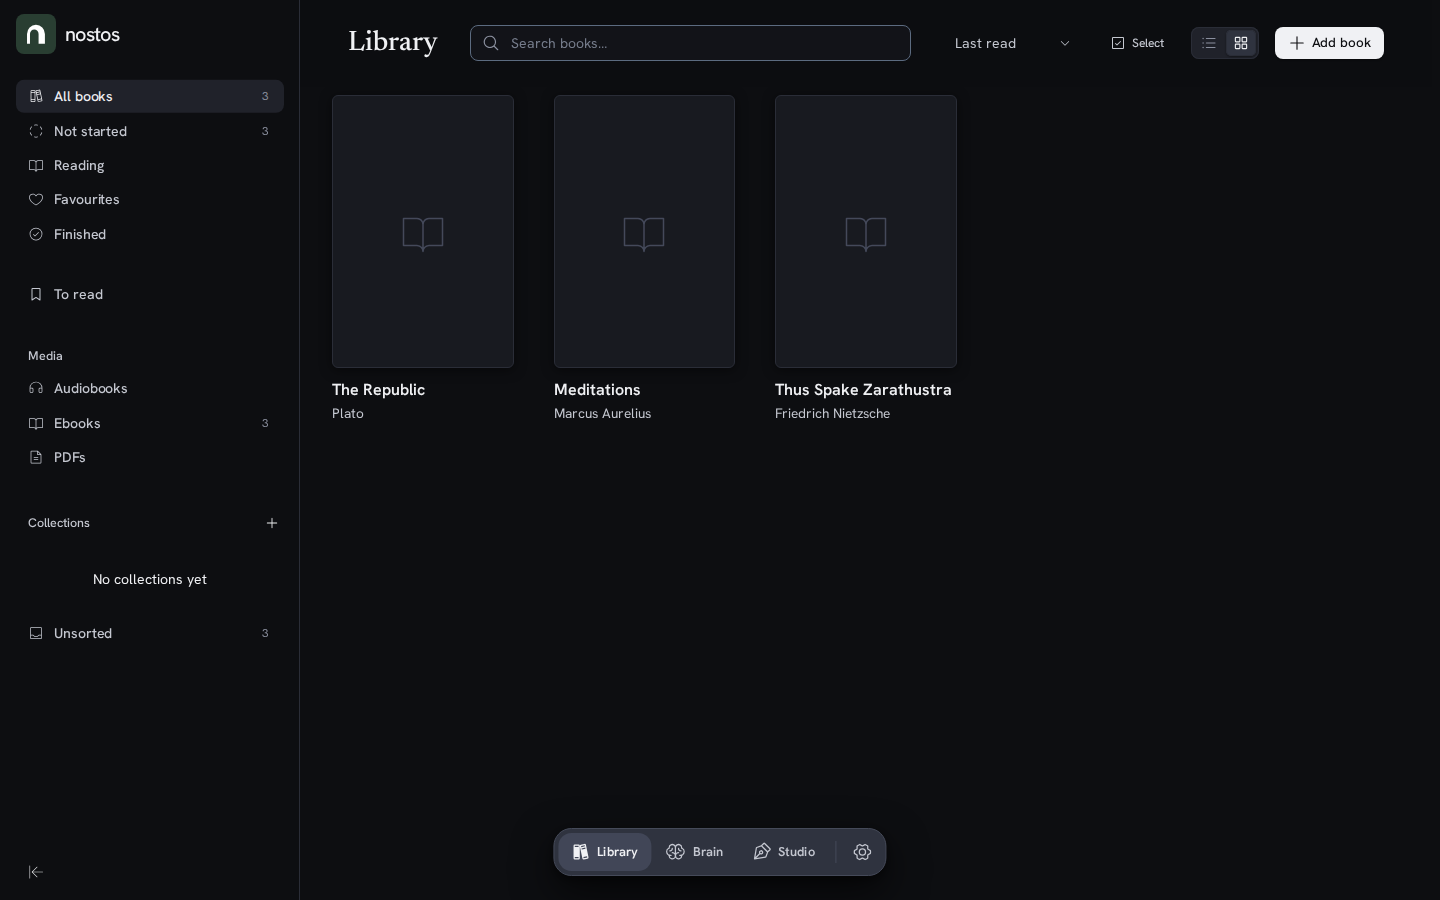 nostos
All books 3
Not started 3
Reading
Favourites
Finished
To read
Media
Audiobooks
Ebooks 3
PDFs
Collections
No collections yet
Unsorted 3
Library
Search books...
Last read
Select
Add book
The Republic
Plato
Meditations
Marcus Aurelius
Thus Spake Zarathustra
Friedrich Nietzsche
Library
Brain
Studio